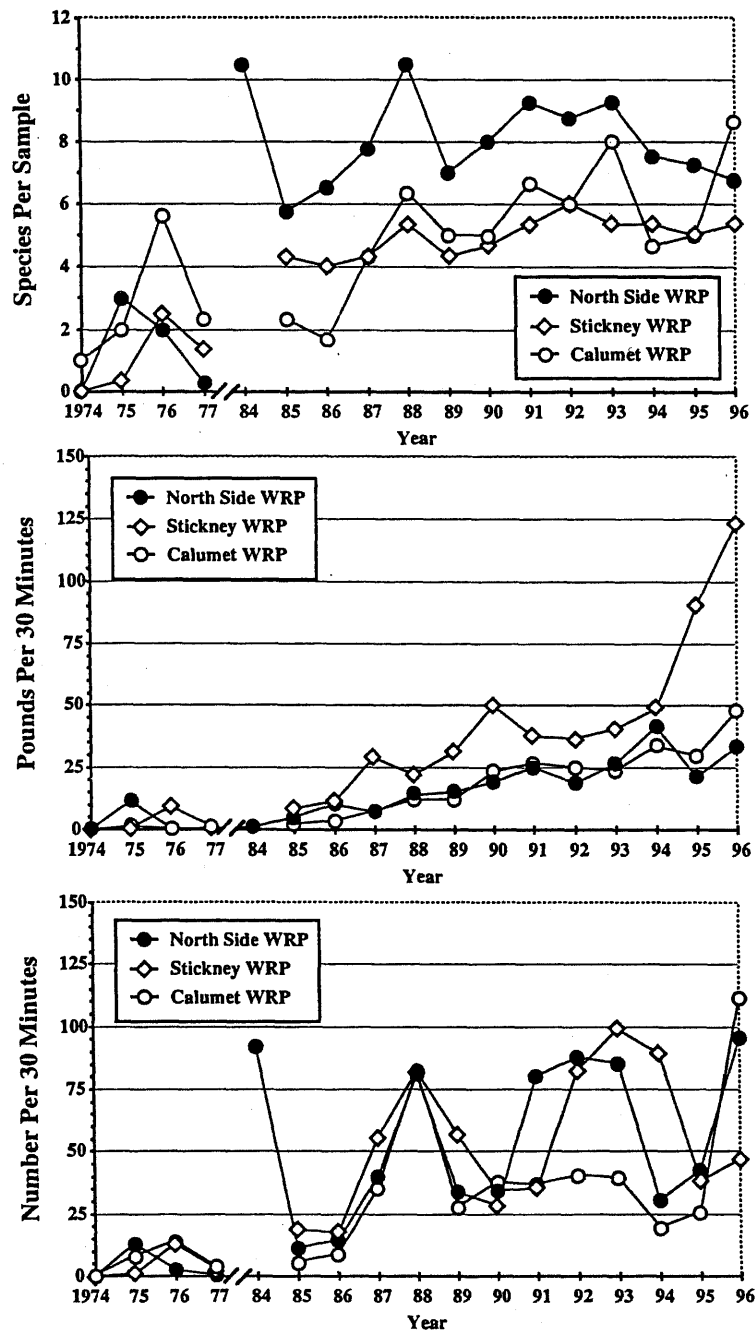 Species Per Sample
12
10
8
6
4
2
0
North Side WRP
Stickney WRP
Calumét WRP
1974 75 76 77 84 85 86 87 88 89 90 91 92 93 94 95 96
Year
Pounds Per 30 Minutes
150
125
100
75
50
25
0
North Side WRP
Stickney WRP
Calumet WRP
1974 75 76 77 84 85 86 87 88 89 90 91 92 93 94 95 96
Year
Number Per 30 Minutes
150
125
100
75
50
25
0
North Side WRP
Stickney WRP
Calumet WRP
1974 75 76 77 84 85 86 87 88 89 90 91 92 93 94 95 96
Year